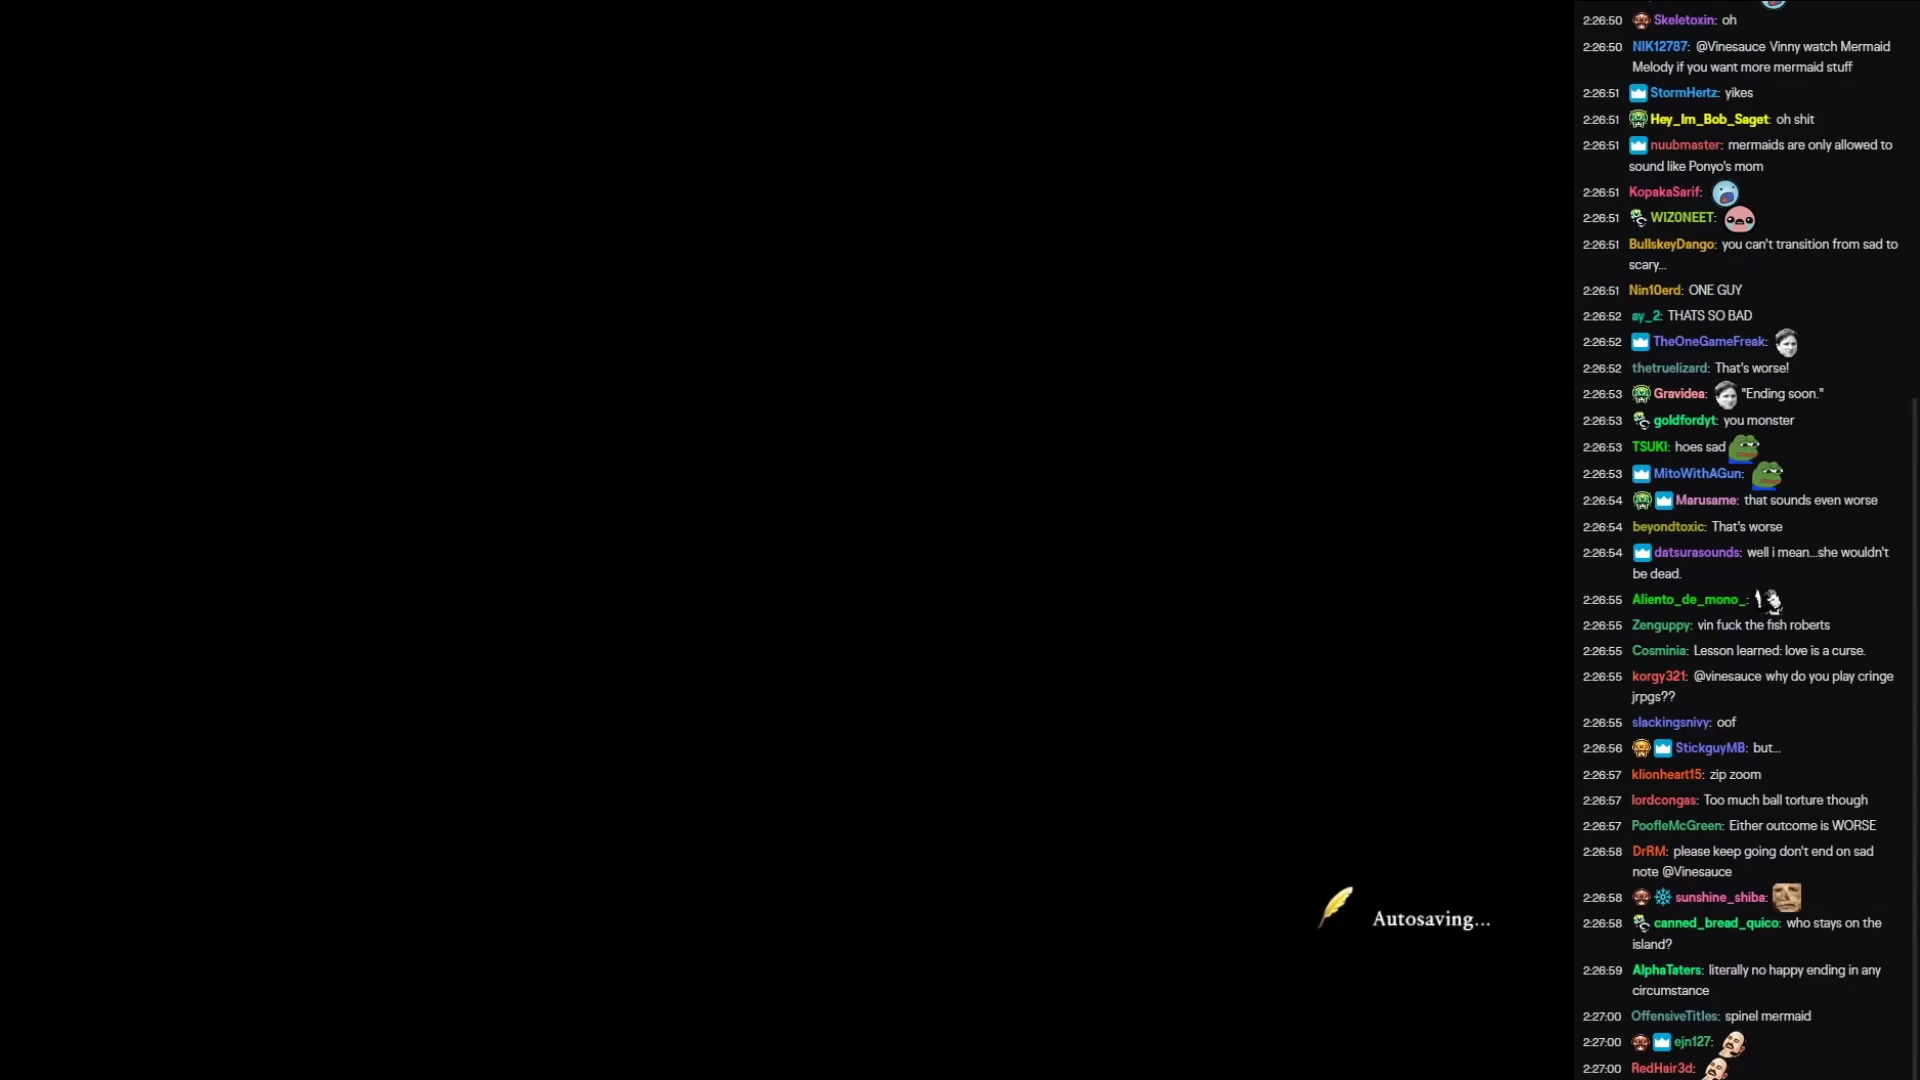 2:26:50 Skeletoxin: oh
2:26:50 NIK12787: @Vinesauce Vinny watch Mermaid
Melody if you want more mermaid stuff
2:26:51 StormHertz: yikes
2:26:51 Hey_Im_Bob_Saget: oh shit
2:26:51 nuubmaster: mermaids are only allowed to
sound like Ponyo's mom
2:26:51 KopakaSarif:
2:26:51 WIZ0NEET:
2:26:51 BullskeyDango: you can't transition from sad to
scary...
2:26:51 Nin10erd: ONE GUY
2:26:52 ay_2: THATS SO BAD
2:26:52 TheOneGameFreak:
2:26:52 thetruelizard: That's worse!
2:26:53 Gravidea: "Ending soon."
2:26:53 goldfordyt: you monster
2:26:53 TSUKI: hoes sad
2:26:53 MitoWithAGun:
2:26:54 Marusame: that sounds even worse
2:26:54 beyondtoxic: That's worse
2:26:54 datsurasounds: well i mean...she wouldn't
be dead.
2:26:55 Aliento_de_mono_:
2:26:55 Zenguppy: vin fuck the fish roberts
2:26:55 Cosminia: Lesson learned: love is a curse.
2:26:55 korgy321: @vinesauce why do you play cringe
jrpgs??
2:26:55 slackingsnivy: oof
2:26:56 StickguyMB: but...
2:26:57 klionheart15: zip zoom
2:26:57 lordcongas: Too much ball torture though
2:26:57 PoofleMcGreen: Either outcome is WORSE
2:26:58 DrRM: please keep going don't end on sad
note @Vinesauce
2:26:58 sunshine_shiba:
2:26:58 canned_bread_quico: who stays on the
island?
2:26:59 AlphaTaters: literally no happy ending in any
circumstance
2:27:00 OffensiveTitles: spinel mermaid
2:27:00 ejn127:
2:27:00 RedHair3d:
Autosaving...